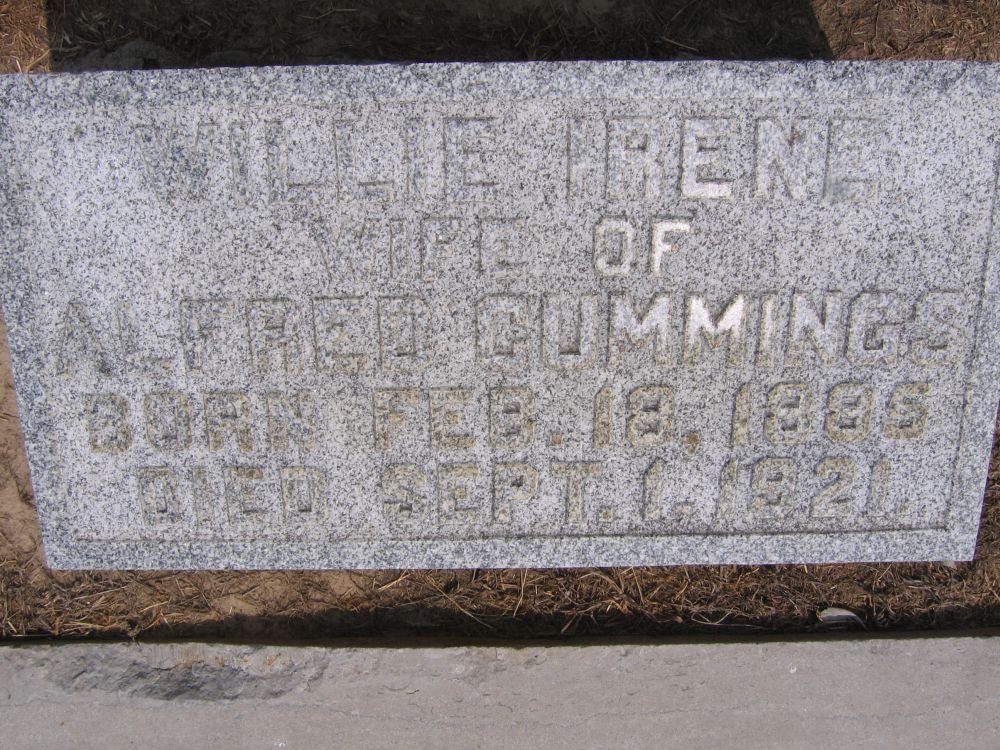 WILLIE IRENE
WIFE OF
ALFRED CUMMINGS
BORN FEB. 18, 1885
DIED SEPT. 1, 1921.